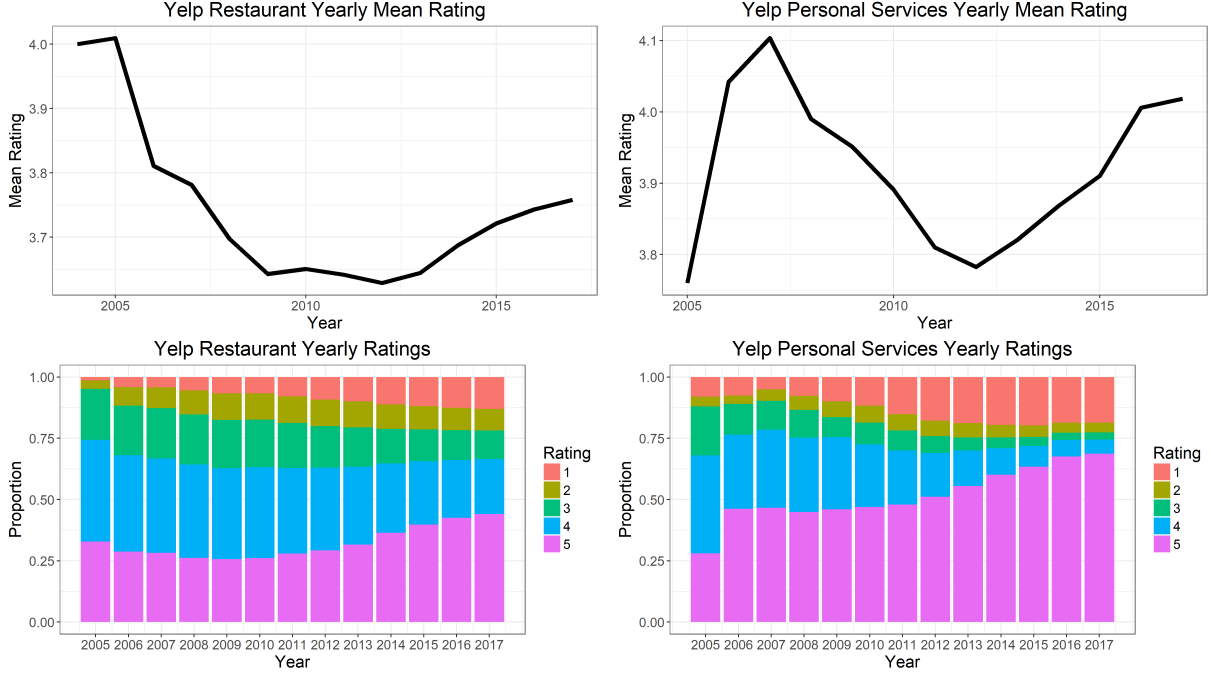 Yelp Restaurant Yearly Mean Rating
4.0
3.9
3.8
3.7
Mean Rating
2005 2010 2015
Year
Yelp Personal Services Yearly Mean Rating
4.1
4.0
3.9
3.8
Mean Rating
2005 2010 2015
Year
Yelp Restaurant Yearly Ratings
1.00
0.75
0.50
0.25
0.00
Proportion
2005 2006 2007 2008 2009 2010 2011 2012 2013 2014 2015 2016 2017
Year
Rating
1
2
3
4
5
Yelp Personal Services Yearly Ratings
1.00
0.75
0.50
0.25
0.00
Proportion
2005 2006 2007 2008 2009 2010 2011 2012 2013 2014 2015 2016 2017
Year
Rating
1
2
3
4
5